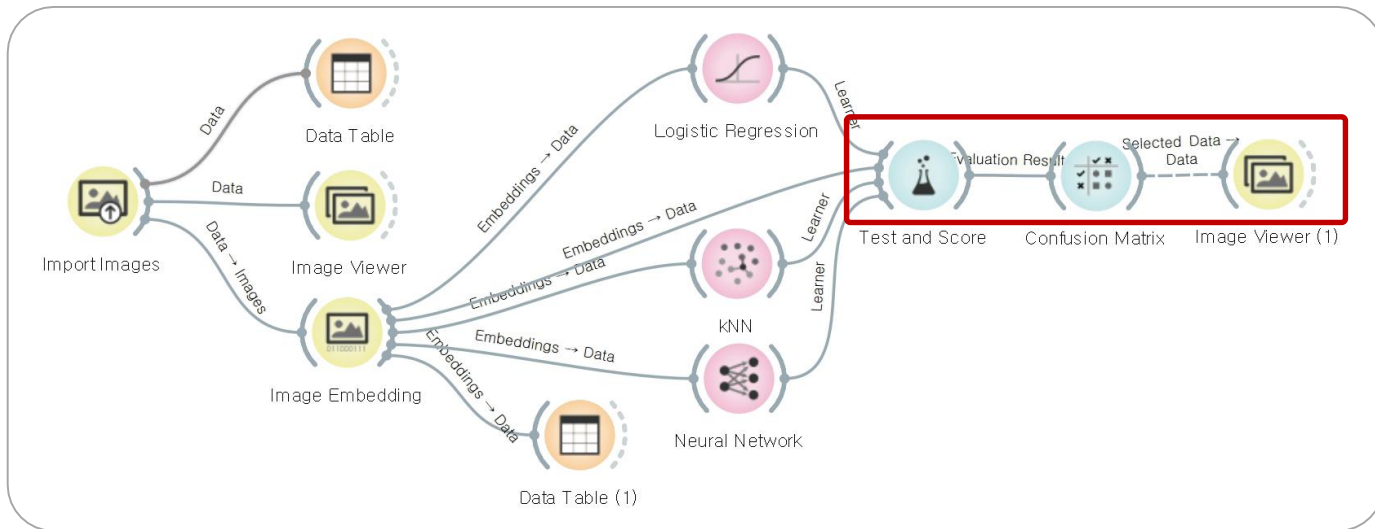 Data
Data Table
Data
Import Images
Image Viewer
Data → Images
011000111
Image Embedding
Embeddings → Data
Logistic Regression
Learner
Embeddings → Data
Embeddings → Data
kNN
Learner
Embeddings → Data
Neural Network
Learner
Embeddings → Data
Data Table (1)
Test and Score
Evaluation Result
Confusion Matrix
Selected Data →
Data
Image Viewer (1)